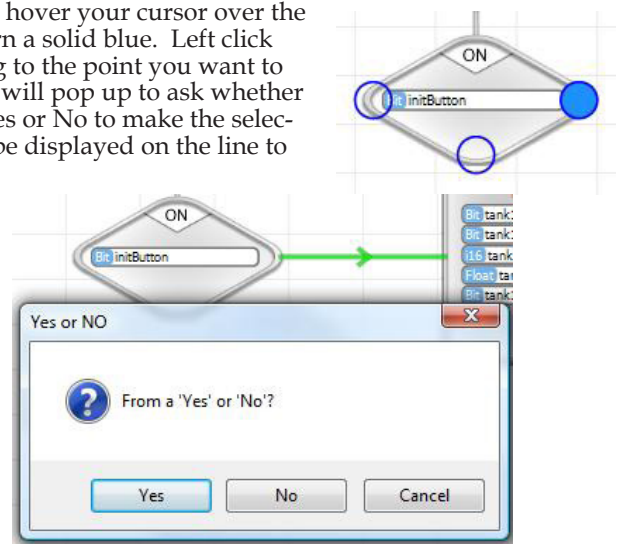 hover your cursor over the
rn a solid blue. Left click
g to the point you want to
will pop up to ask whether
es or No to make the selec-
be displayed on the line to
ON
Bit initButton
ON
Bit initButton
Bit tank
Bit tank
i16 tank
Float tan
Bit tank
Yes or NO
From a 'Yes' or 'No'?
Yes
No
Cancel